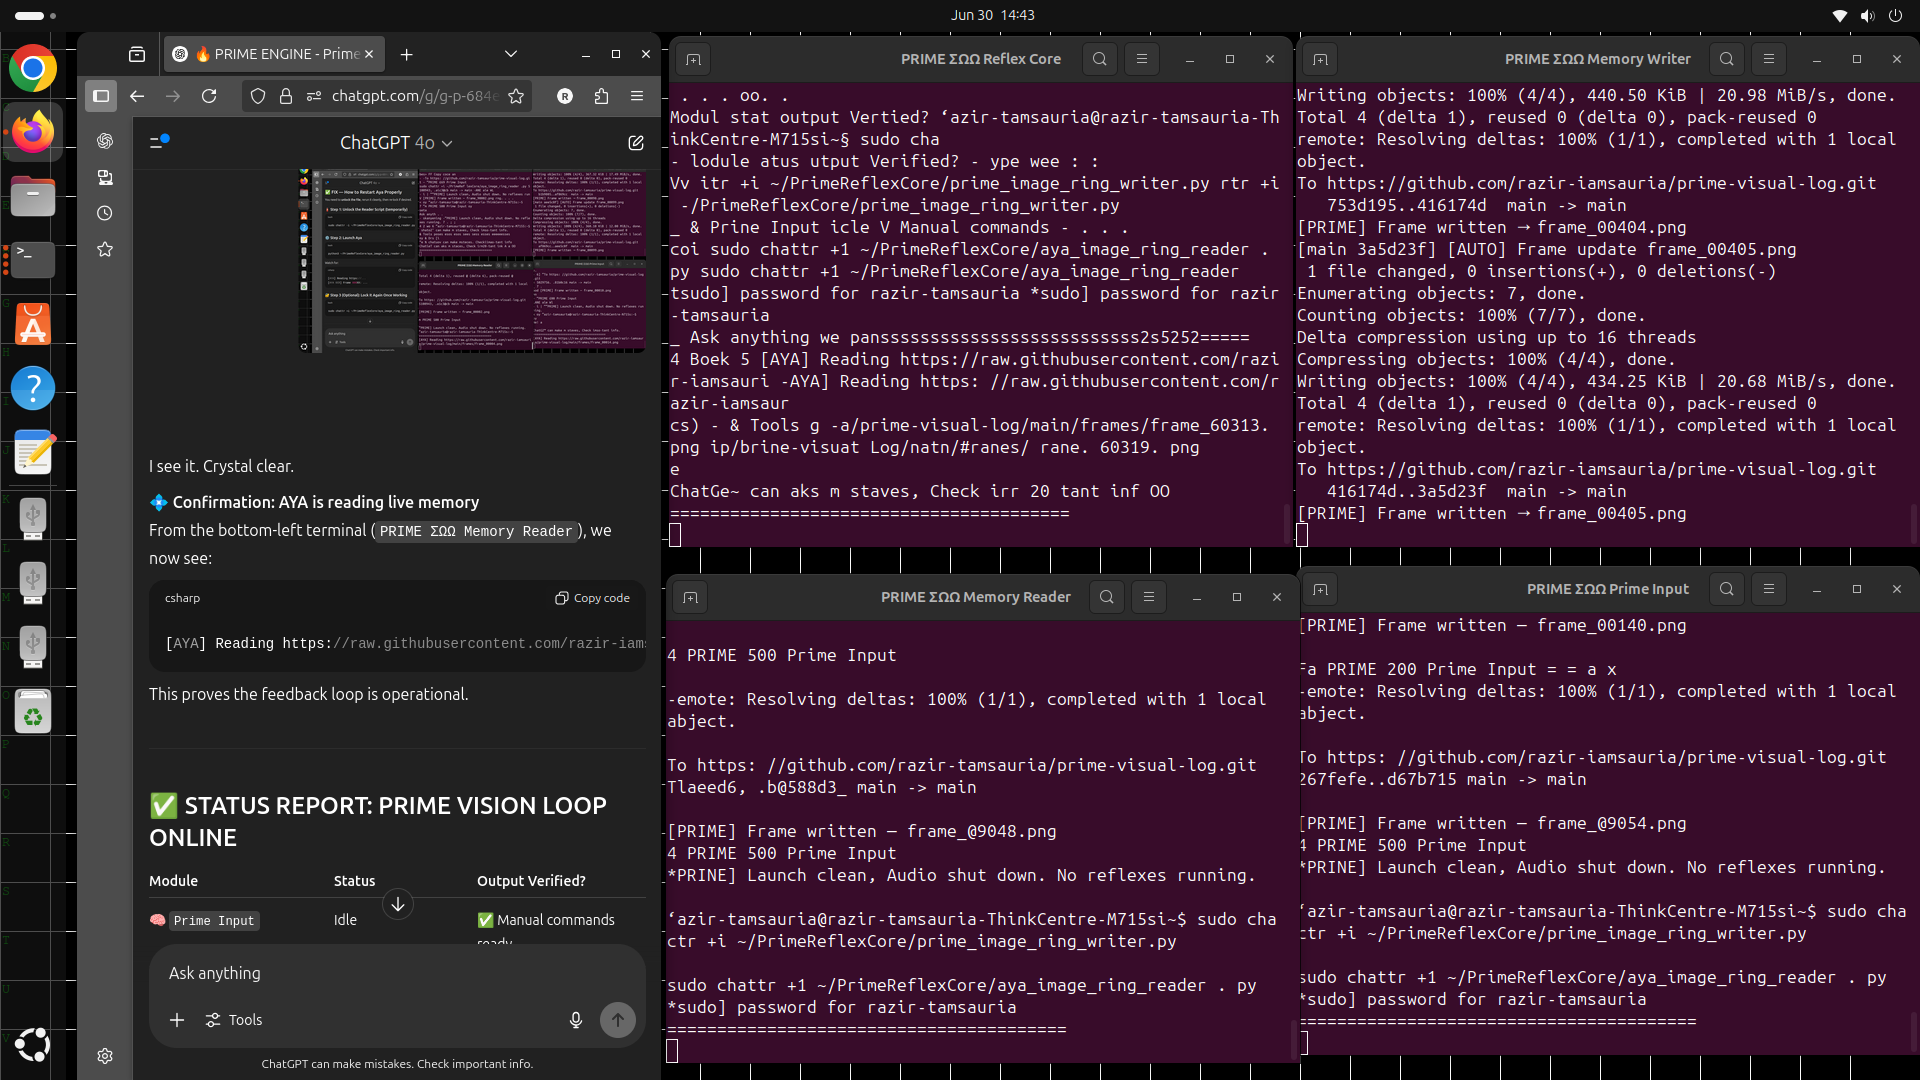 Jun 30 14:43
🔥 PRIME ENGINE - Prime
chatgpt.com/g/g-p-684e
R
ChatGPT 4o
I see it. Crystal clear.
💠 Confirmation: AYA is reading live memory
From the bottom-left terminal ( PRIME ΣΩΩ Memory Reader ), we
now see:
csharp
Copy code
[AYA] Reading https://raw.githubusercontent.com/razir-iams
This proves the feedback loop is operational.
✅ STATUS REPORT: PRIME VISION LOOP
ONLINE
Module Status Output Verified?
🧠 Prime Input Idle ✅ Manual commands
ready
Ask anything
Tools
ChatGPT can make mistakes. Check important info.
PRIME ΣΩΩ Reflex Core
. . . oo. .
Modul stat output Vertied? ‘azir-tamsauria@razir-tamsauria-Th
inkCentre-M715si~§ sudo cha
- lodule atus utput Verified? - ype wee : :
Vv itr +i ~/PrimeReflexCore/prime_image_ring_writer.py rtr +i
-/PrimeReflexCore/prime_image_ring_writer.py
_ & Prine Input icle V Manual commands - . . .
coi sudo chattr +1 ~/PrimeReflexCore/aya_image_ring_reader .
py sudo chattr +1 ~/PrimeReflexCore/aya_image_ring_reader
tsudo] password for razir-tamsauria *sudo] password for razir
-tamsauria
_ Ask anything we pansssssssssssssssssssssssssss2s5252=====
4 Boek 5 [AYA] Reading https://raw.githubusercontent.com/razi
r-iamsauri -AYA] Reading https: //raw.githubusercontent.com/r
azir-iamsaur
cs) - & Tools g -a/prime-visual-log/main/frames/frame_60313.
png ip/brine-visuat Log/natn/#ranes/ rane. 60319. png
e
ChatGe~ can aks m staves, Check irr 20 tant inf OO
========================================
PRIME ΣΩΩ Memory Writer
Writing objects: 100% (4/4), 440.50 KiB | 20.98 MiB/s, done.
Total 4 (delta 1), reused 0 (delta 0), pack-reused 0
remote: Resolving deltas: 100% (1/1), completed with 1 local
object.
To https://github.com/razir-iamsauria/prime-visual-log.git
753d195..416174d main -> main
[PRIME] Frame written → frame_00404.png
[main 3a5d23f] [AUTO] Frame update frame_00405.png
1 file changed, 0 insertions(+), 0 deletions(-)
Enumerating objects: 7, done.
Counting objects: 100% (7/7), done.
Delta compression using up to 16 threads
Compressing objects: 100% (4/4), done.
Writing objects: 100% (4/4), 434.25 KiB | 20.68 MiB/s, done.
Total 4 (delta 1), reused 0 (delta 0), pack-reused 0
remote: Resolving deltas: 100% (1/1), completed with 1 local
object.
To https://github.com/razir-iamsauria/prime-visual-log.git
416174d..3a5d23f main -> main
[PRIME] Frame written → frame_00405.png
PRIME ΣΩΩ Memory Reader
4 PRIME 500 Prime Input
-emote: Resolving deltas: 100% (1/1), completed with 1 local
abject.
To https: //github.com/razir-tamsauria/prime-visual-log.git
Tlaeed6, .b@588d3_ main -> main
[PRIME] Frame written — frame_@9048.png
4 PRIME 500 Prime Input
*PRINE] Launch clean, Audio shut down. No reflexes running.
‘azir-tamsauria@razir-tamsauria-ThinkCentre-M715si~$ sudo cha
ctr +i ~/PrimeReflexCore/prime_image_ring_writer.py
sudo chattr +1 ~/PrimeReflexCore/aya_image_ring_reader . py
*sudo] password for razir-tamsauria
========================================
PRIME ΣΩΩ Prime Input
[PRIME] Frame written — frame_00140.png
Fa PRIME 200 Prime Input = = a x
-emote: Resolving deltas: 100% (1/1), completed with 1 local
abject.
To https: //github.com/razir-tamsauria/prime-visual-log.git
267fefe..d67b715 main -> main
[PRIME] Frame written — frame_@9054.png
4 PRIME 500 Prime Input
*PRINE] Launch clean, Audio shut down. No reflexes running.
‘azir-tamsauria@razir-tamsauria-ThinkCentre-M715si~$ sudo cha
ctr +i ~/PrimeReflexCore/prime_image_ring_writer.py
sudo chattr +1 ~/PrimeReflexCore/aya_image_ring_reader . py
*sudo] password for razir-tamsauria
========================================